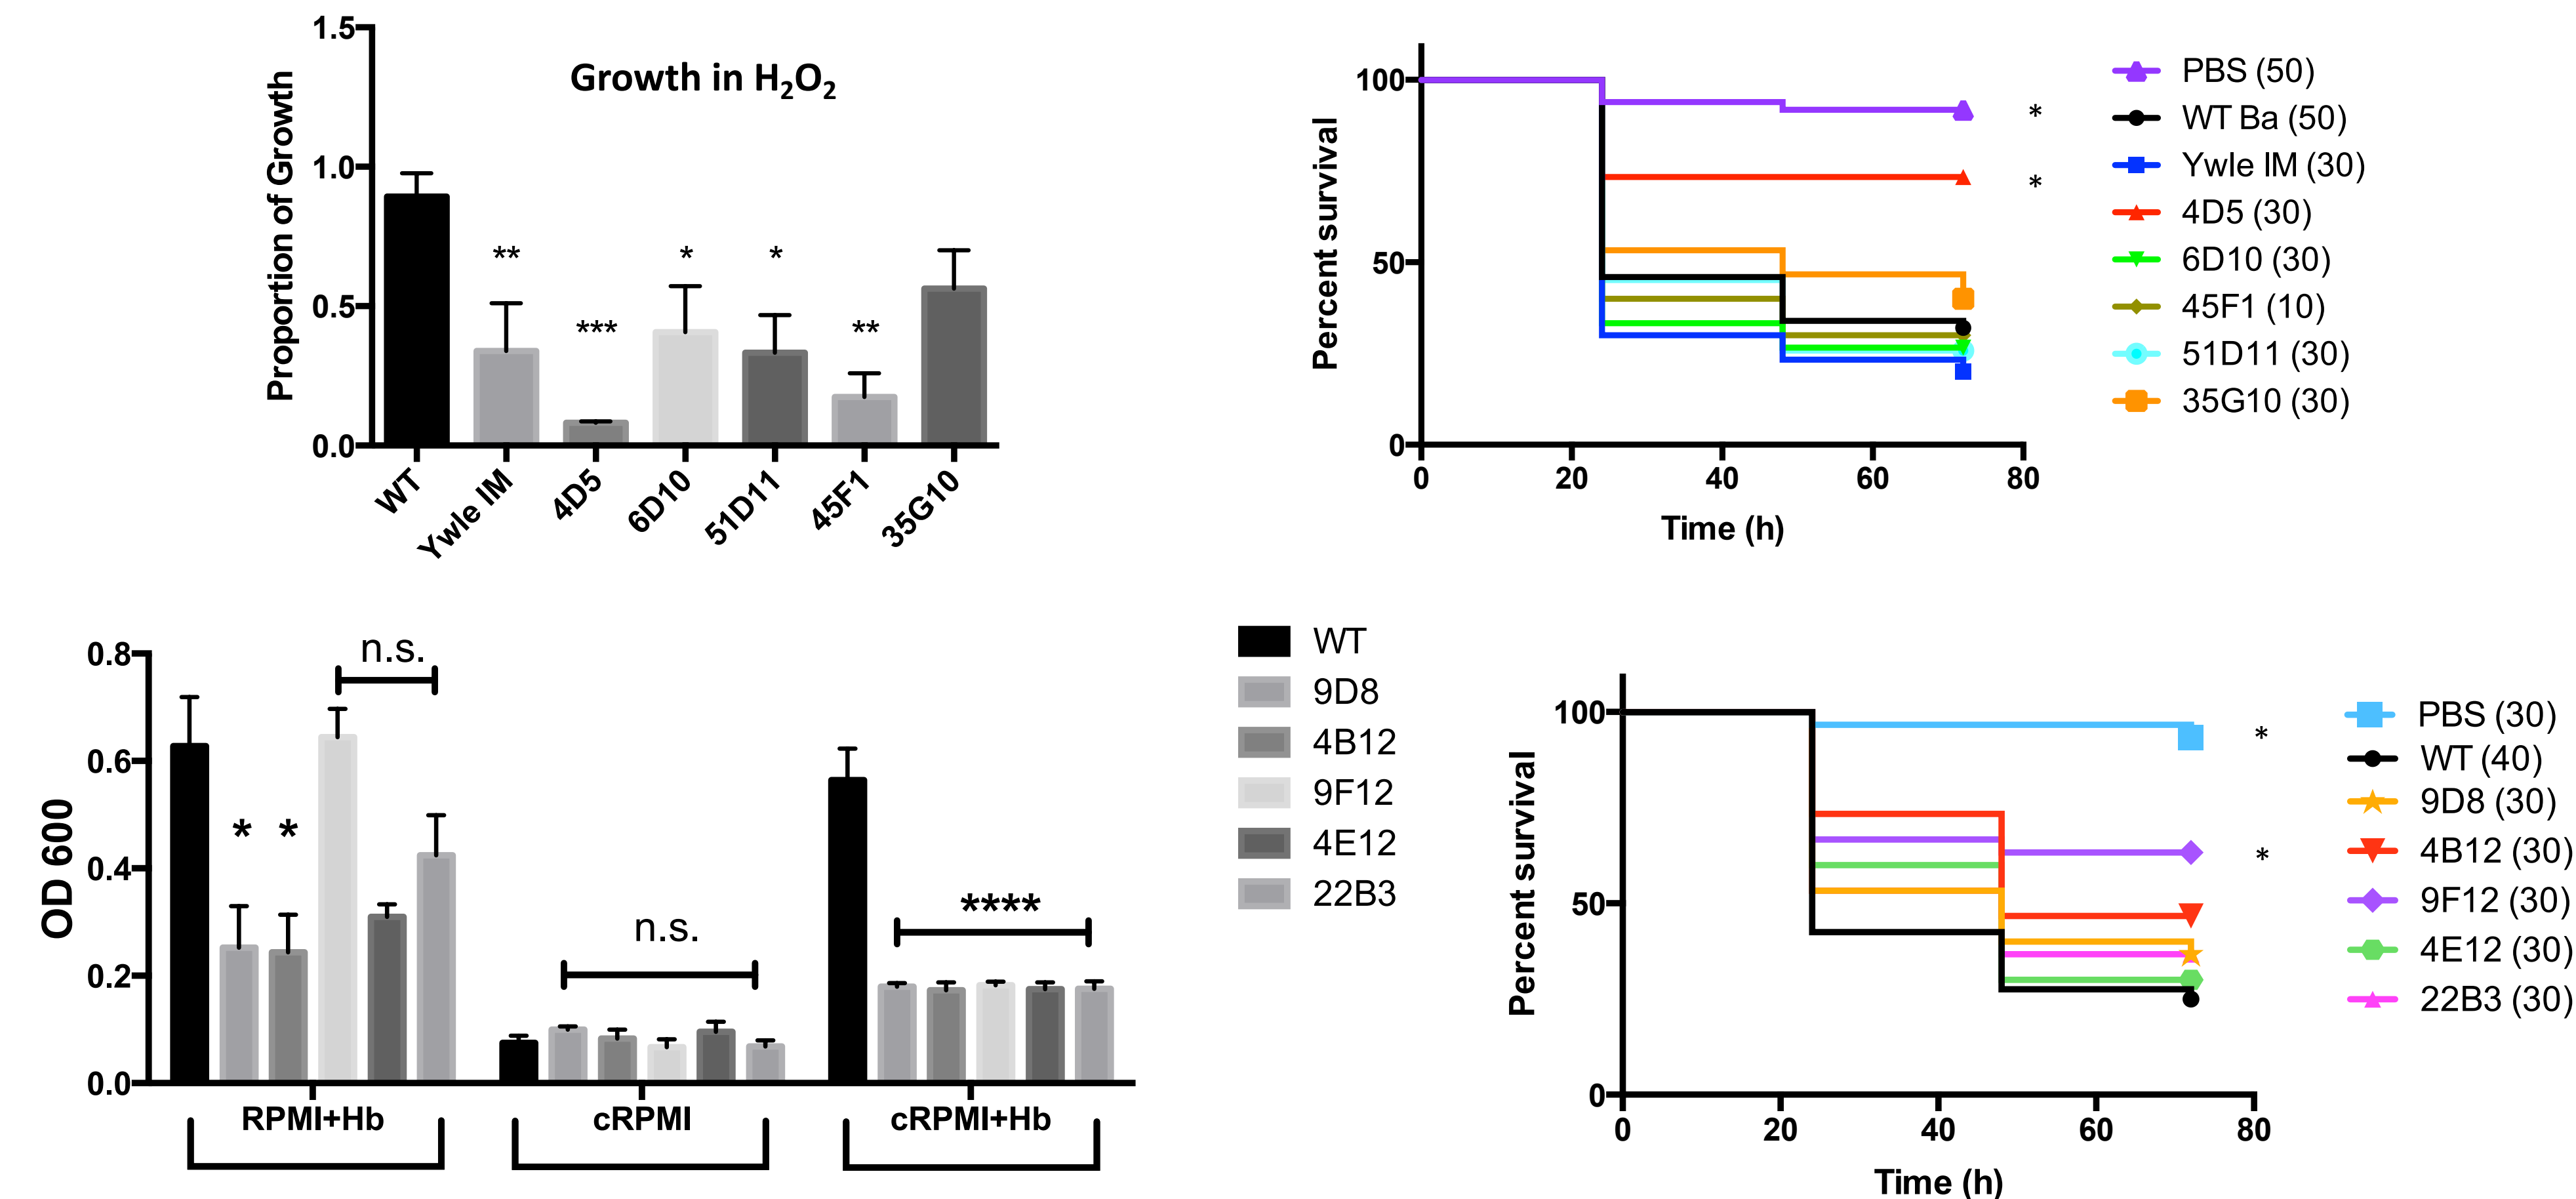 Growth in H₂O₂
Proportion of Growth
1.5
1.0
0.5
0.0
**
***
*
*
**
WT
Ywle IM
4D5
6D10
51D11
45F1
35G10
Percent survival
100
50
0
0 20 40 60 80
Time (h)
*
*
PBS (50)
WT Ba (50)
Ywle IM (30)
4D5 (30)
6D10 (30)
45F1 (10)
51D11 (30)
35G10 (30)
OD 600
0.8
0.6
0.4
0.2
0.0
n.s.
* *
n.s.
****
RPMI+Hb
cRPMI
cRPMI+Hb
WT
9D8
4B12
9F12
4E12
22B3
Percent survival
100
50
0
0 20 40 60 80
Time (h)
*
*
PBS (30)
WT (40)
9D8 (30)
4B12 (30)
9F12 (30)
4E12 (30)
22B3 (30)